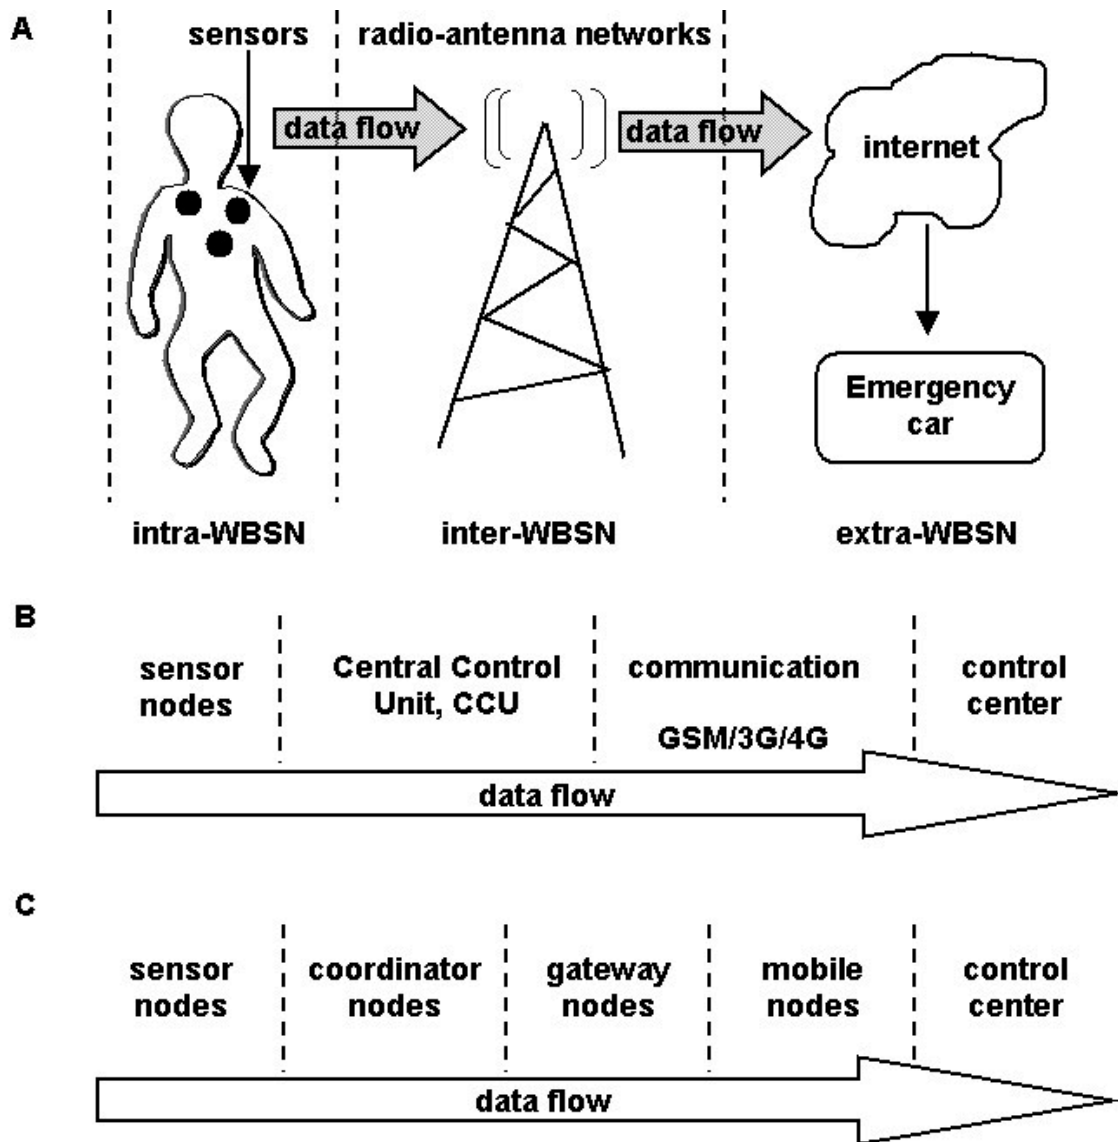 A
sensors
radio-antenna networks
data flow
data flow
internet
Emergency
car
intra-WBSN
inter-WBSN
extra-WBSN
B
sensor
nodes
Central Control
Unit, CCU
communication
GSM/3G/4G
control
center
data flow
C
sensor
nodes
coordinator
nodes
gateway
nodes
mobile
nodes
control
center
data flow